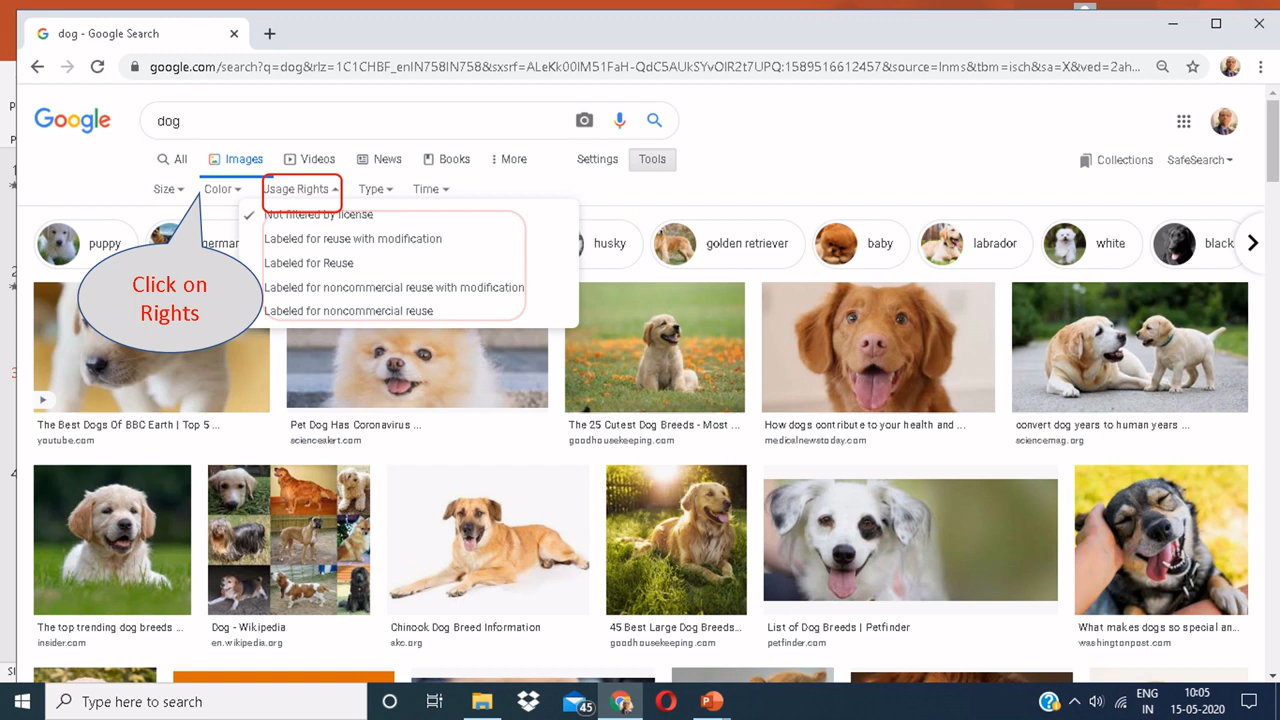 dog - Google Search
google.com/search?q=dog&rlz=1C1CHBF_enIN758IN758&sxsrf=ALeKk00IM51FaH-QdC5AUkSYvOIR2t7UPQ:1589516612457&source=lnms&tbm=isch&sa=X&ved=2ah...
Google
dog
All Images Videos News Books More Settings Tools Collections SafeSearch
Size Color Usage Rights Type Time
Not filtered by license
Labeled for reuse with modification
Labeled for Reuse
Labeled for noncommercial reuse with modification
Labeled for noncommercial reuse
Click on
Rights
puppy husky golden retriever baby labrador white black
The Best Dogs Of BBC Earth | Top 5 ... Pet Dog Has Coronavirus ... The 25 Cutest Dog Breeds - Most ... How dogs contribute to your health and ... convert dog years to human years ...
youtube.com sciencealert.com goodhousekeeping.com medicalnewstoday.com sciencemag.org
The top trending dog breeds ... Dog - Wikipedia Chinook Dog Breed Information 45 Best Large Dog Breeds... List of Dog Breeds | Petfinder What makes dogs so special an...
insider.com en.wikipedia.org akc.org goodhousekeeping.com petfinder.com washingtonpost.com
Type here to search
45
ENG 10:05
IN 15-05-2020